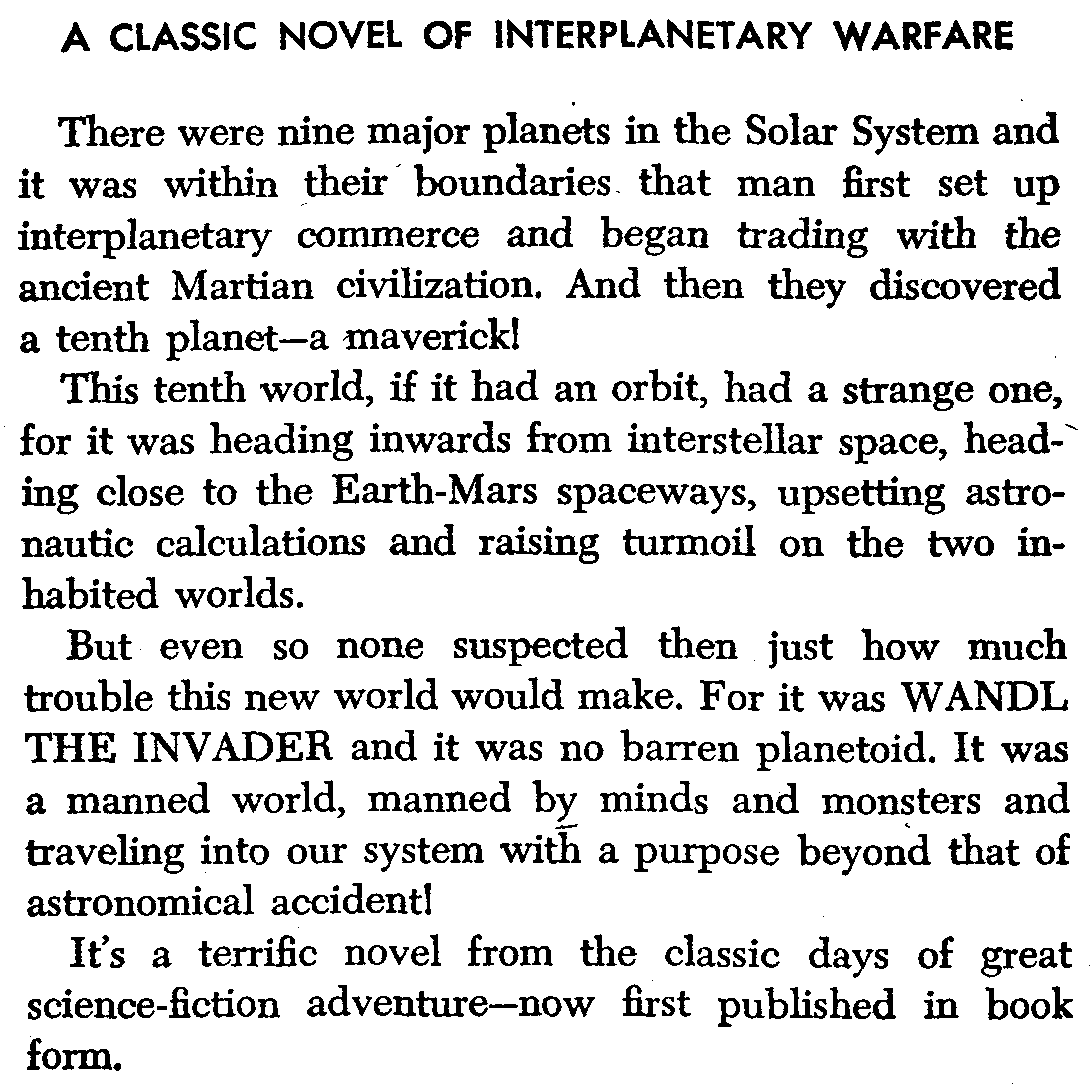 A CLASSIC NOVEL OF INTERPLANETARY WARFARE
There were nine major planets in the Solar System and
it was within their boundaries that man first set up
interplanetary commerce and began trading with the
ancient Martian civilization. And then they discovered
a tenth planet—a maverick!
This tenth world, if it had an orbit, had a strange one,
for it was heading inwards from interstellar space, head-
ing close to the Earth-Mars spaceways, upsetting astro-
nautic calculations and raising turmoil on the two in-
habited worlds.
But even so none suspected then just how much
trouble this new world would make. For it was WANDL
THE INVADER and it was no barren planetoid. It was
a manned world, manned by minds and monsters and
traveling into our system with a purpose beyond that of
astronomical accident!
It's a terrific novel from the classic days of great
science-fiction adventure—now first published in book
form.